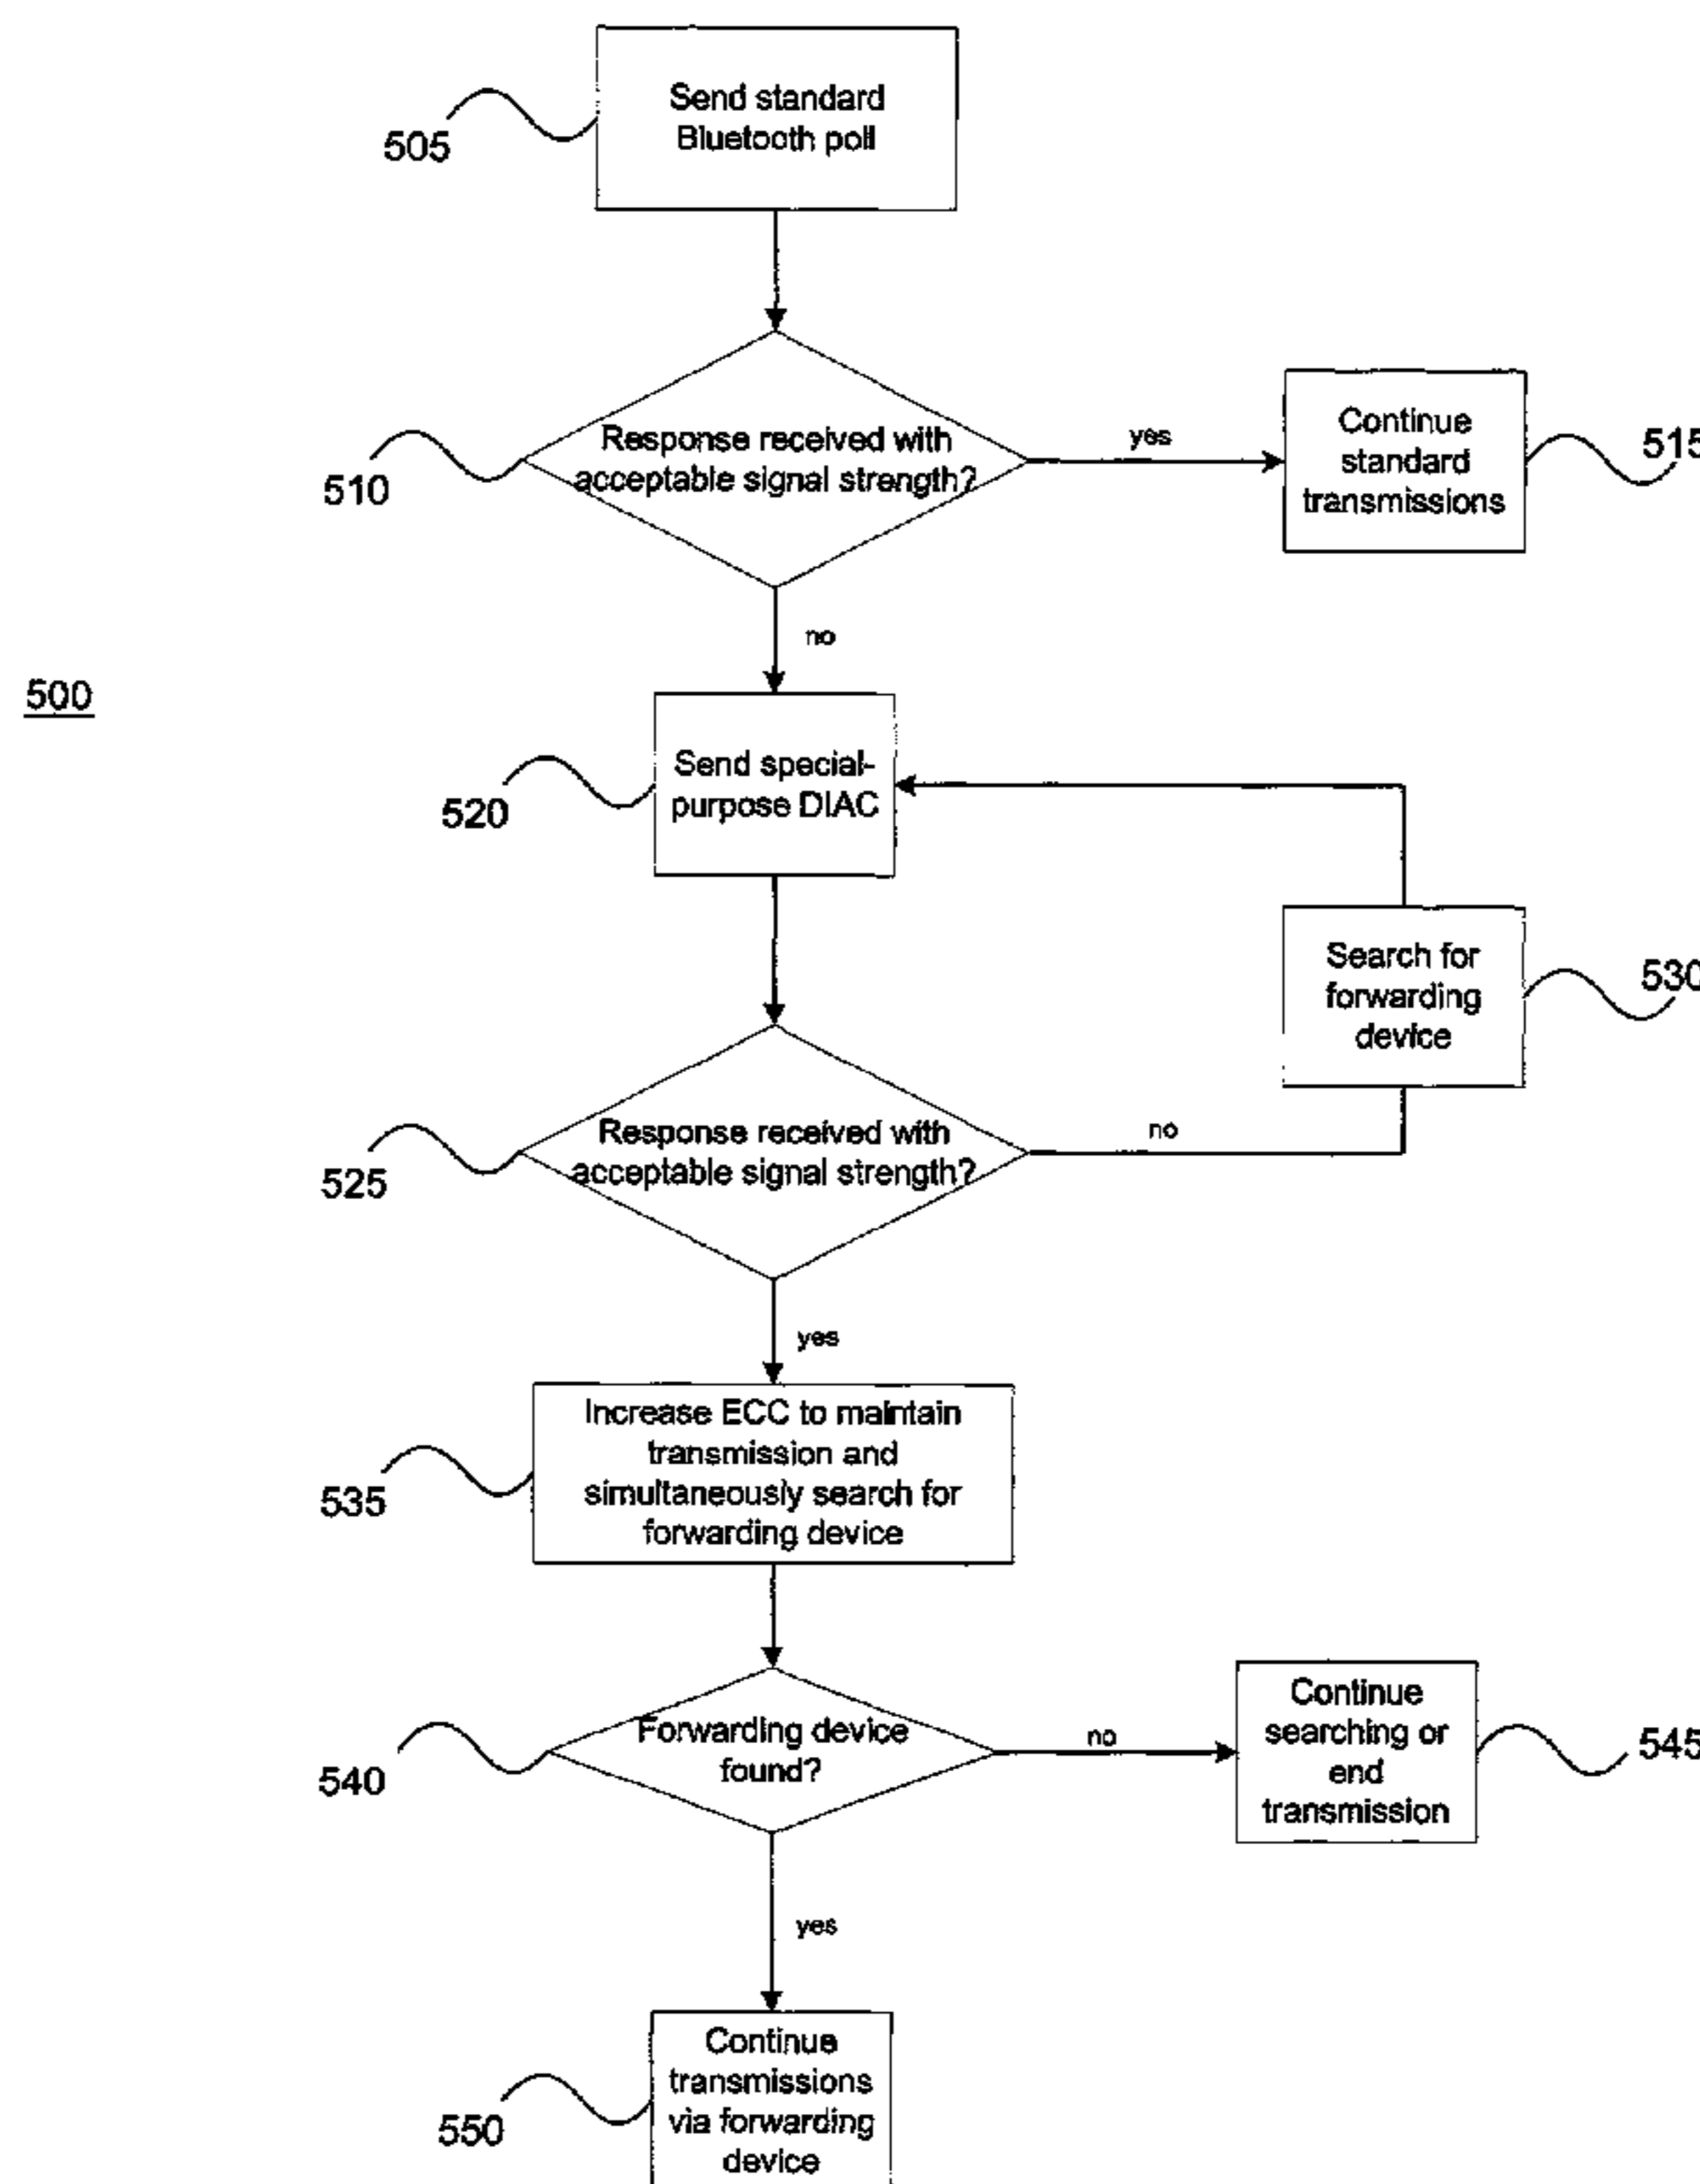 Send standard
Bluetooth poll
505
Response received with
acceptable signal strength?
510
yes
Continue
standard
transmissions
515
no
500
Send special-
purpose DIAC
520
Search for
forwarding
device
530
Response received with
acceptable signal strength?
525
no
yes
Increase ECC to maintain
transmission and
simultaneously search for
forwarding device
535
Forwarding device
found?
540
no
Continue
searching or
end
transmission
545
yes
Continue
transmissions
via forwarding
device
550